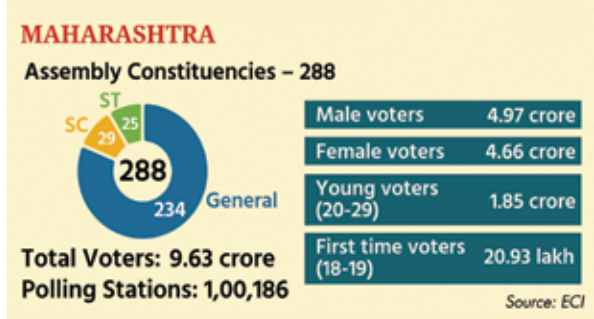 MAHARASHTRA
Assembly Constituencies – 288
ST
SC
25
29
288
234
General
Total Voters: 9.63 crore
Polling Stations: 1,00,186
Male voters 4.97 crore
Female voters 4.66 crore
Young voters
(20-29) 1.85 crore
First time voters
(18-19) 20.93 lakh
Source: ECI